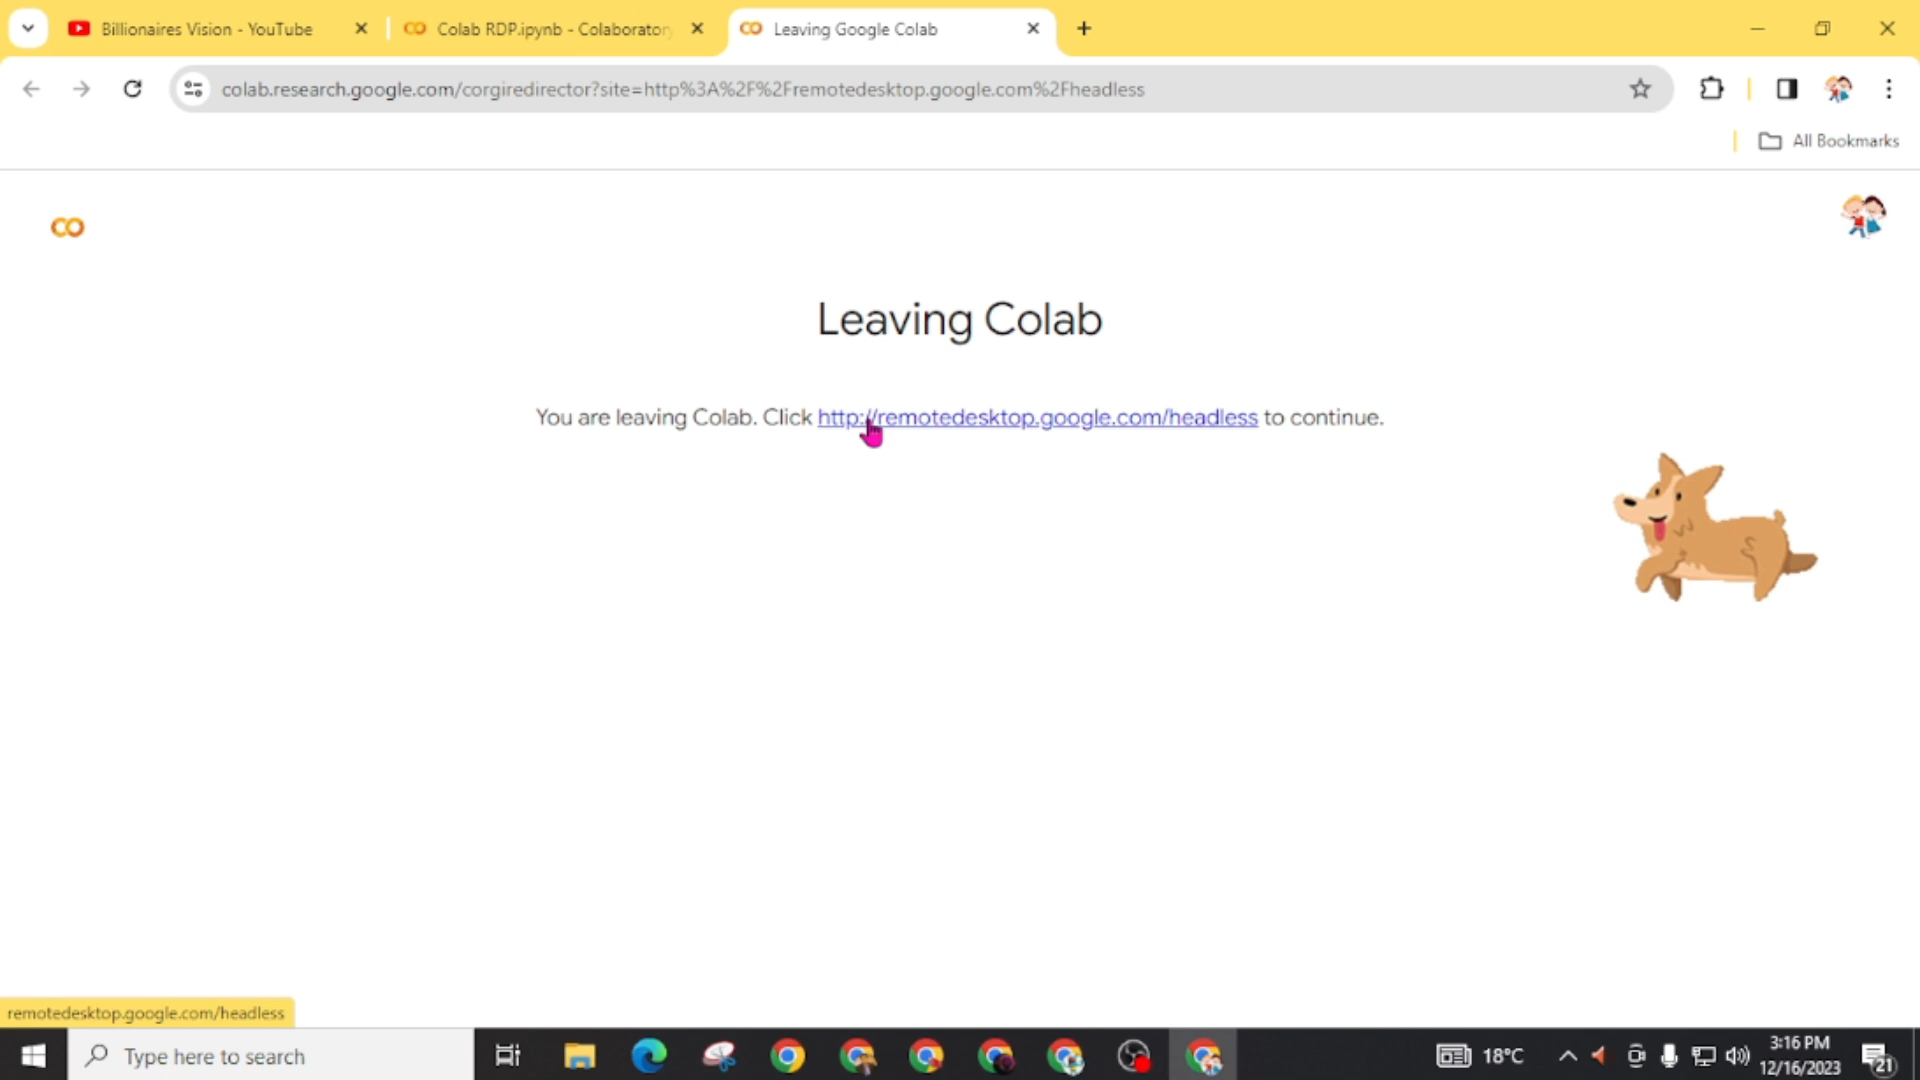 Billionaires Vision - YouTube
Colab RDP.ipynb - Colaboratory
Leaving Google Colab
colab.research.google.com/corgiredirector?site=http%3A%2F%2Fremotedesktop.google.com%2Fheadless
All Bookmarks
Leaving Colab
You are leaving Colab. Click http://remotedesktop.google.com/headless to continue.
remotedesktop.google.com/headless
Type here to search
18°C
3:16 PM
12/16/2023
21